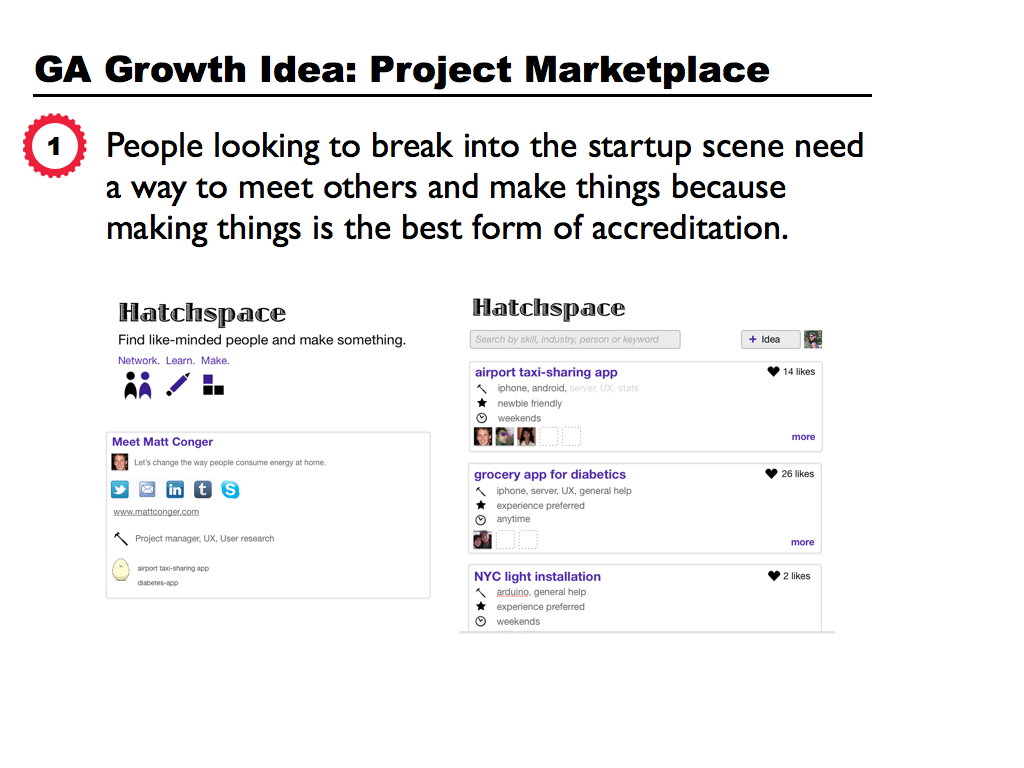 GA Growth Idea: Project Marketplace
1
People looking to break into the startup scene need
a way to meet others and make things because
making things is the best form of accreditation.
Hatchspace
Find like-minded people and make something.
Network. Learn. Make.
Meet Matt Conger
Let's change the way people consume energy at home.
in t S
www.mattconger.com
Project manager, UX, User research
airport taxi-sharing app
diabetes-app
Hatchspace
Search by skill, industry, person or keyword
+ Idea
airport taxi-sharing app
14 likes
iphone, android, server, UX, stats
newbie friendly
weekends
more
grocery app for diabetics
26 likes
iphone, server, UX, general help
experience preferred
anytime
more
NYC light installation
2 likes
arduino, general help
experience preferred
weekends